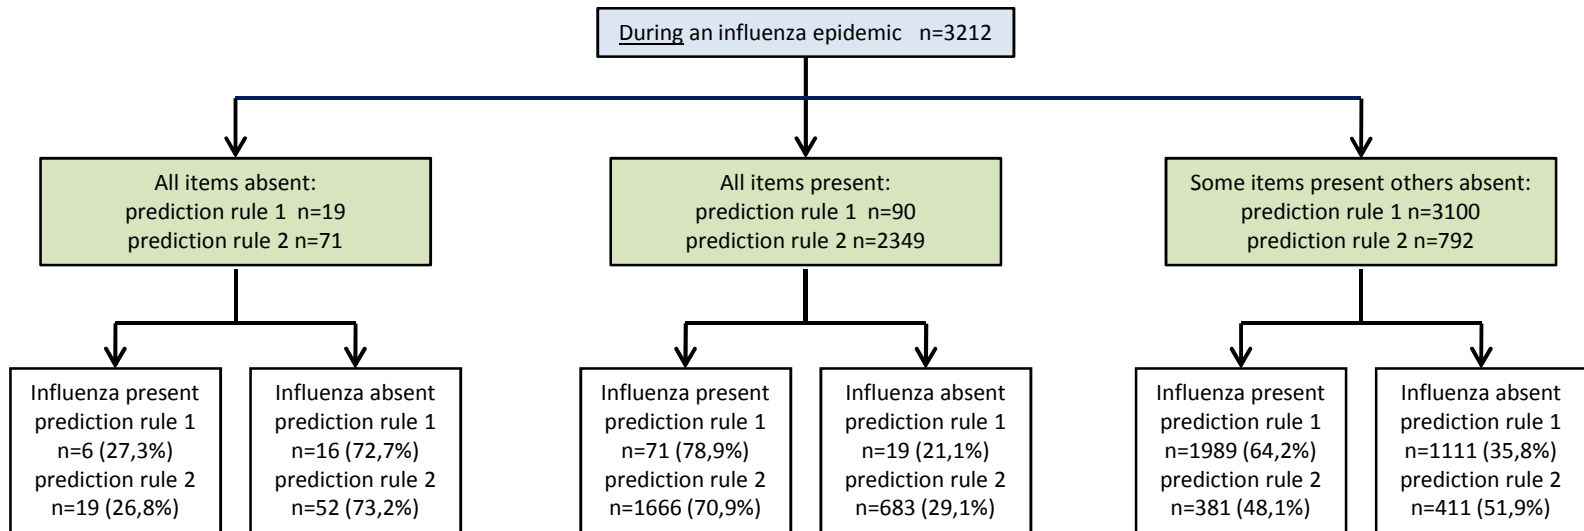 During an influenza epidemic n=3212
All items absent:
prediction rule 1 n=19
prediction rule 2 n=71
All items present:
prediction rule 1 n=90
prediction rule 2 n=2349
Some items present others absent:
prediction rule 1 n=3100
prediction rule 2 n=792
Influenza present
prediction rule 1
n=6 (27,3%)
prediction rule 2
n=19 (26,8%)
Influenza absent
prediction rule 1
n=16 (72,7%)
prediction rule 2
n=52 (73,2%)
Influenza present
prediction rule 1
n=71 (78,9%)
prediction rule 2
n=1666 (70,9%)
Influenza absent
prediction rule 1
n=19 (21,1%)
prediction rule 2
n=683 (29,1%)
Influenza present
prediction rule 1
n=1989 (64,2%)
prediction rule 2
n=381 (48,1%)
Influenza absent
prediction rule 1
n=1111 (35,8%)
prediction rule 2
n=411 (51,9%)